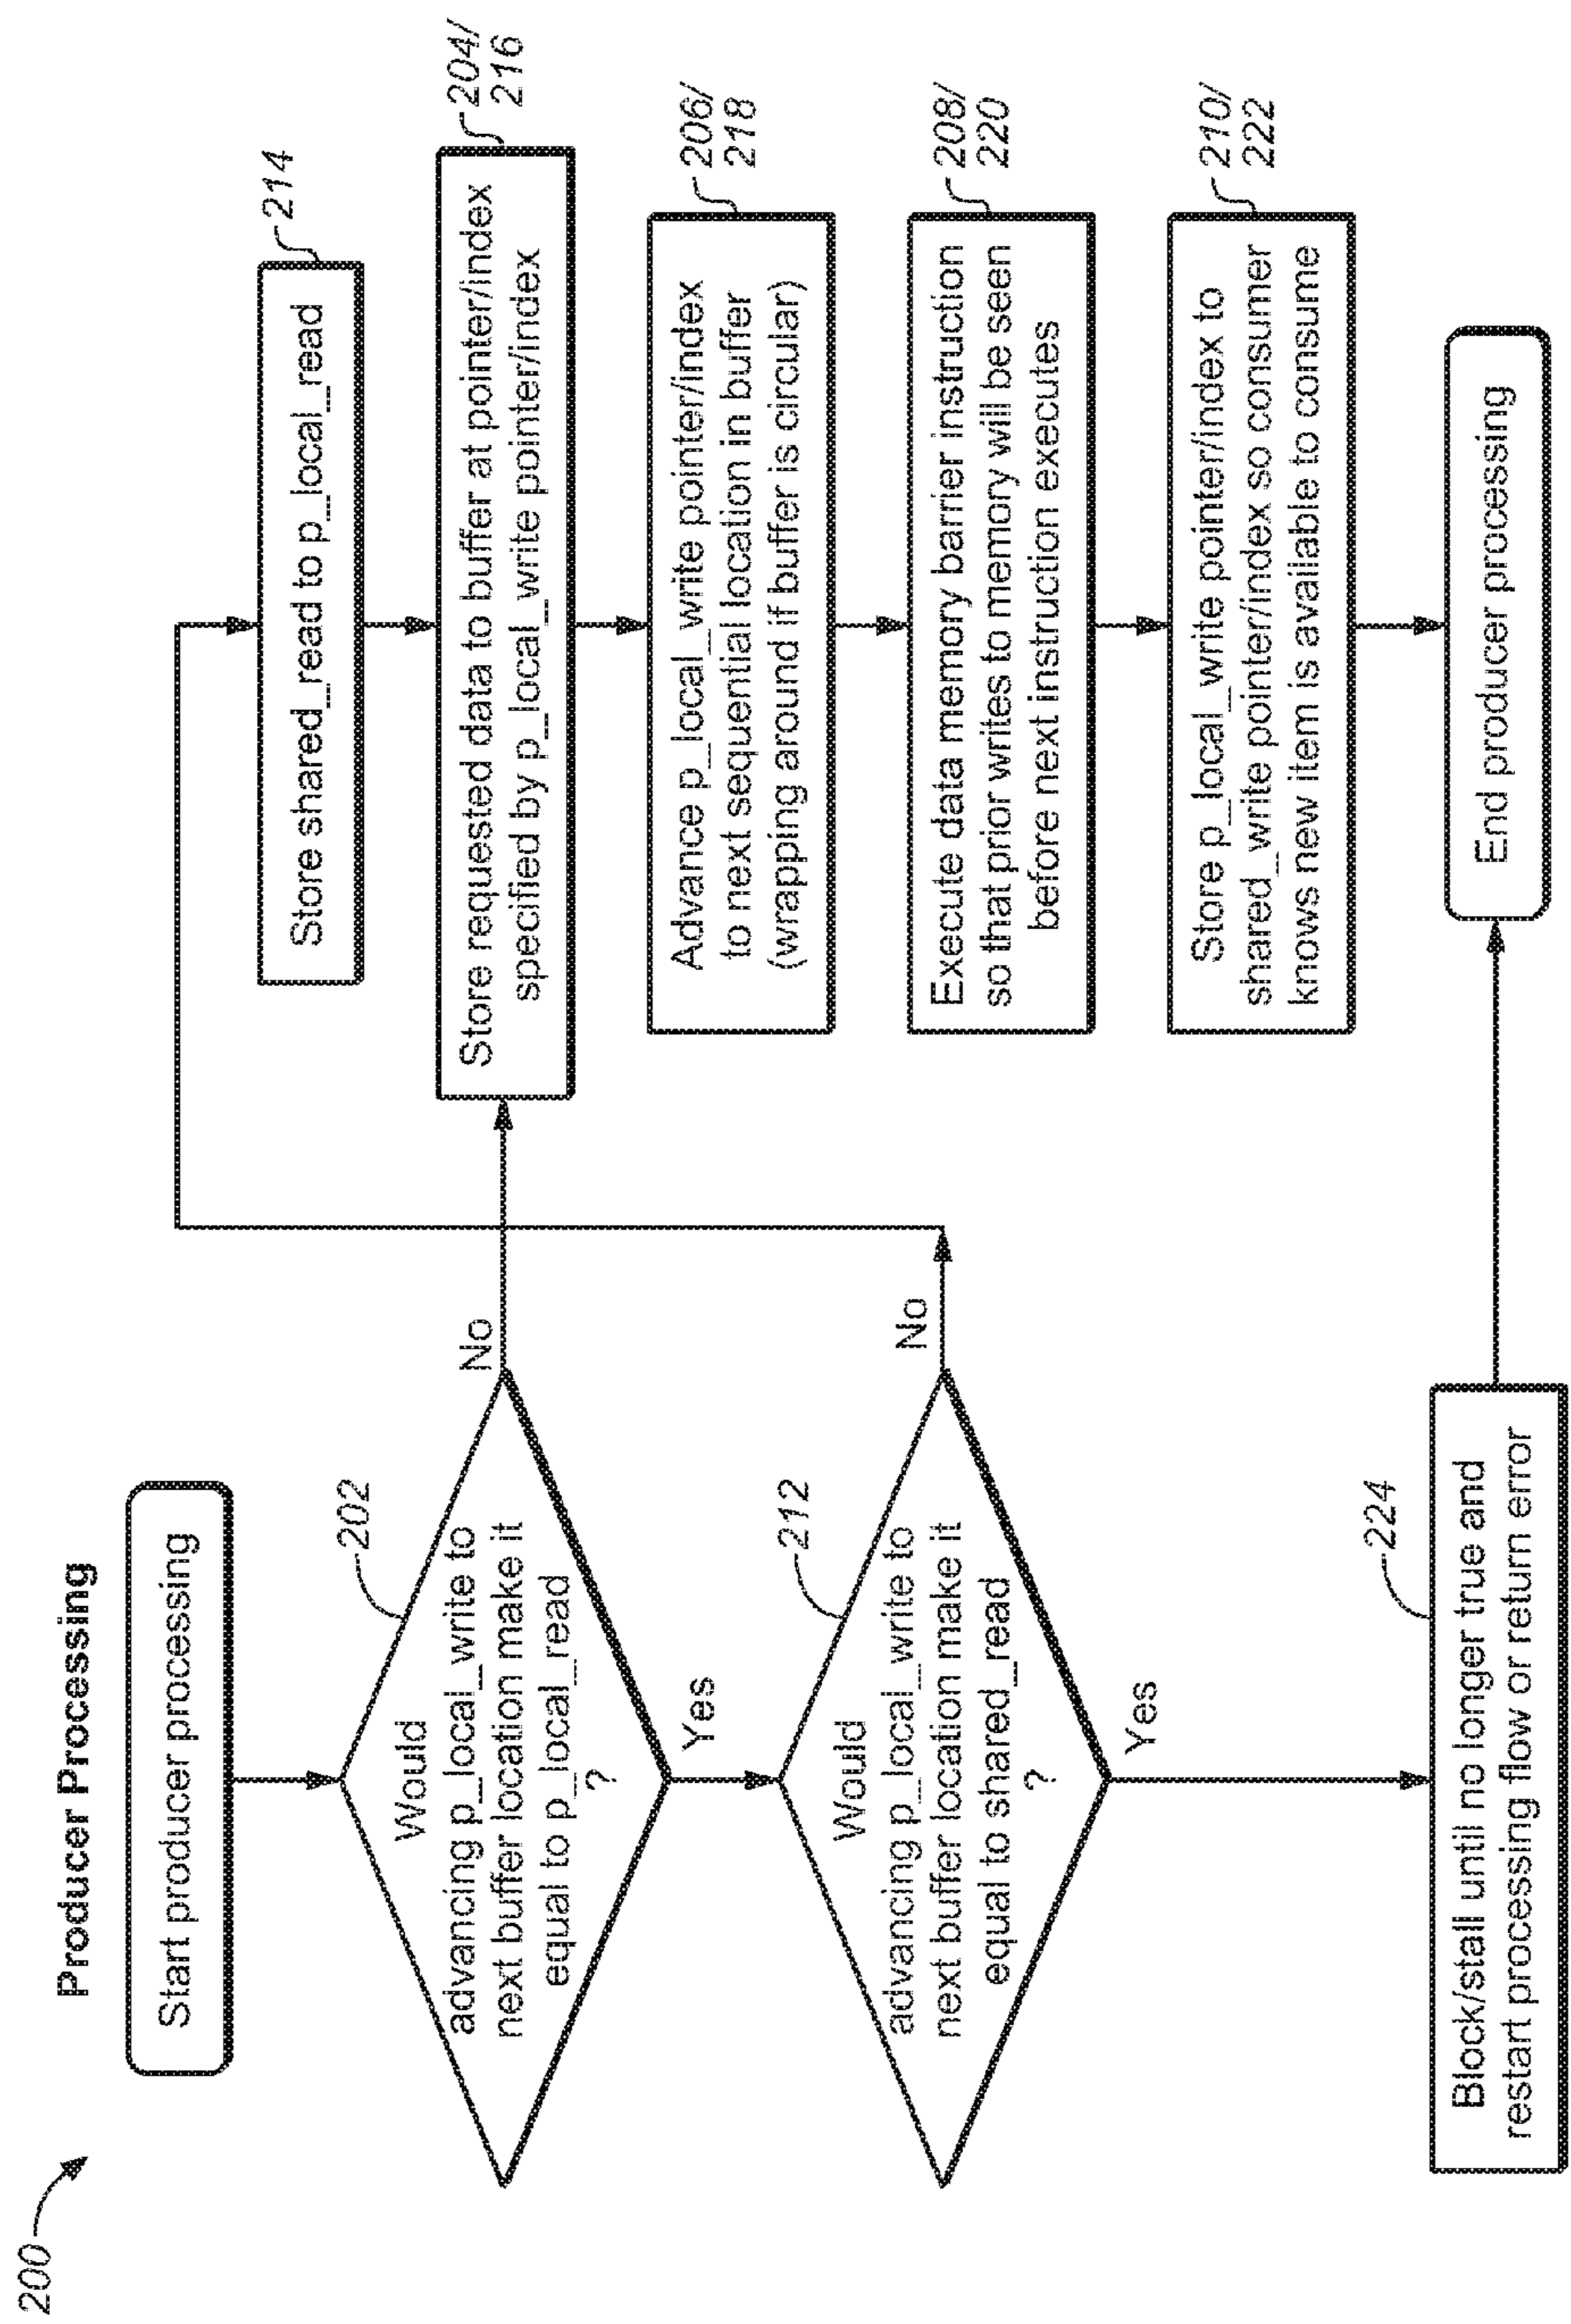 200
Producer Processing
Start producer processing
202
Would
advancing p_local_write to
next buffer location make it
equal to p_local_read
?
No
Yes
212
Would
advancing p_local_write to
next buffer location make it
equal to shared_read
?
No
Yes
224
Block/stall until no longer true and
restart processing flow or return error
214
Store shared_read to p_local_read
204/
216
Store requested data to buffer at pointer/index
specified by p_local_write pointer/index
206/
218
Advance p_local_write pointer/index
to next sequential location in buffer
(wrapping around if buffer is circular)
208/
220
Execute data memory barrier instruction
so that prior writes to memory will be seen
before next instruction executes
210/
222
Store p_local_write pointer/index to
shared_write pointer/index so consumer
knows new item is available to consume
End producer processing